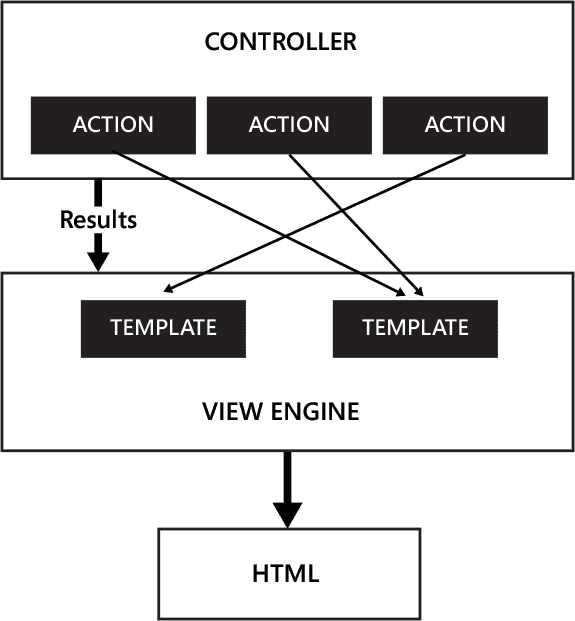 CONTROLLER
ACTION ACTION ACTION
Results
TEMPLATE TEMPLATE
VIEW ENGINE
HTML